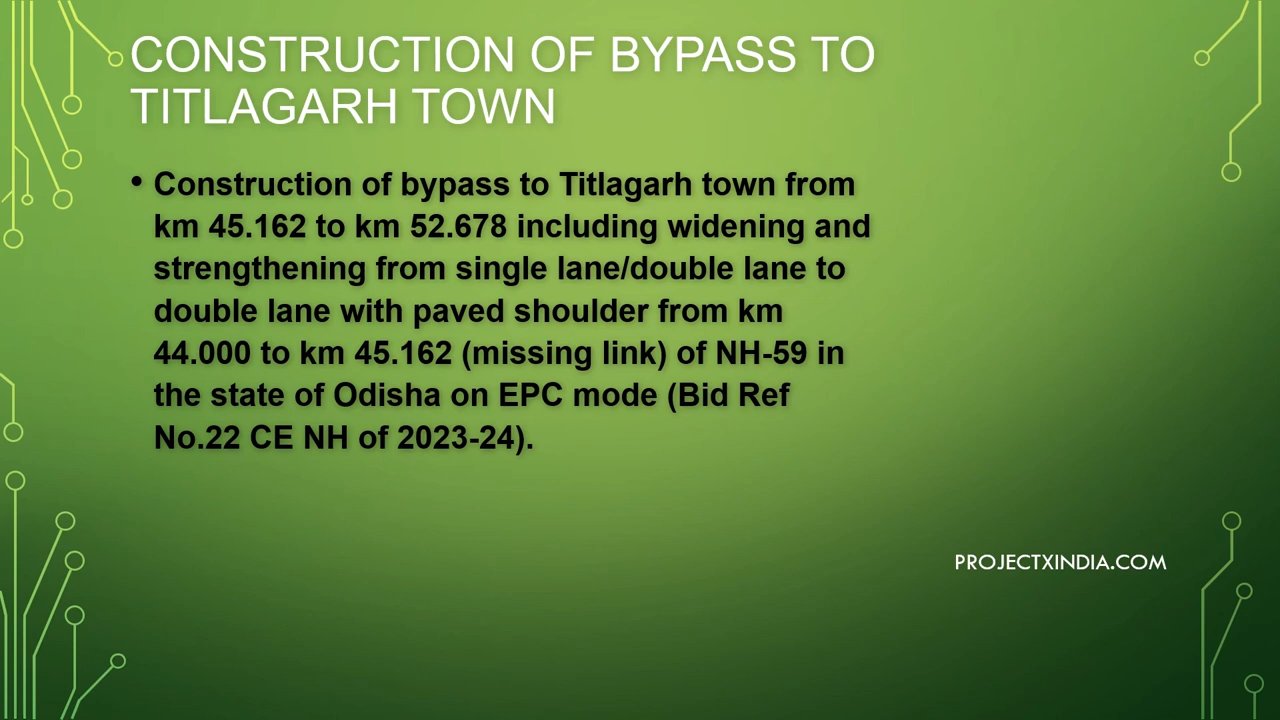 CONSTRUCTION OF BYPASS TO
TITLAGARH TOWN
• Construction of bypass to Titlagarh town from
km 45.162 to km 52.678 including widening and
strengthening from single lane/double lane to
double lane with paved shoulder from km
44.000 to km 45.162 (missing link) of NH-59 in
the state of Odisha on EPC mode (Bid Ref
No.22 CE NH of 2023-24).
PROJECTXINDIA.COM